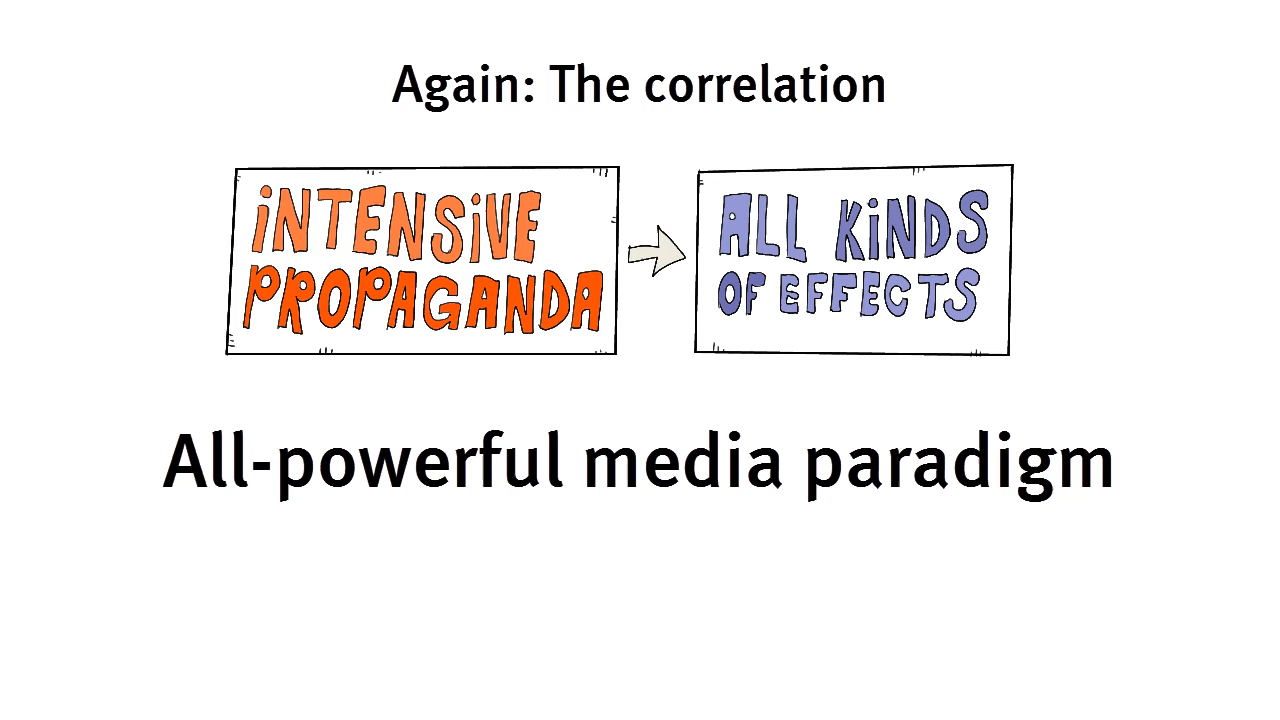 Again: The correlation
iNTENSiVE
PROPAGANDA
ALL KiNDS
OF EFFECTS
All-powerful media paradigm